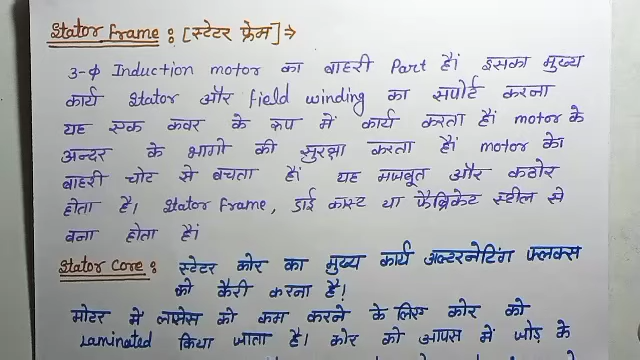 Stator Frame : [स्टेटर फ्रेम] ⇒
3-Φ Induction motor का बाहरी Part हैं। इसका मुख्य
कार्य Stator और field winding का सपोर्ट करना
यह एक कवर के रूप में कार्य करता हैं। motor के
अन्दर के भागो की सुरक्षा करता हैं। motor को
बाहरी चोट से बचता हैं। यह मजबूत और कठोर
होता है। Stator Frame, डाई कास्ट या फैब्रिकेट स्टील से
बना होता हैं।
Stator Core : स्टेटर कोर का मुख्य कार्य अल्टरनेटिंग फ्लक्स
को कैरी करना है।
मोटर में लासेस को कम करने के लिए कोर को
Laminated किया जाता है। कोर को आपस में जोड़ के